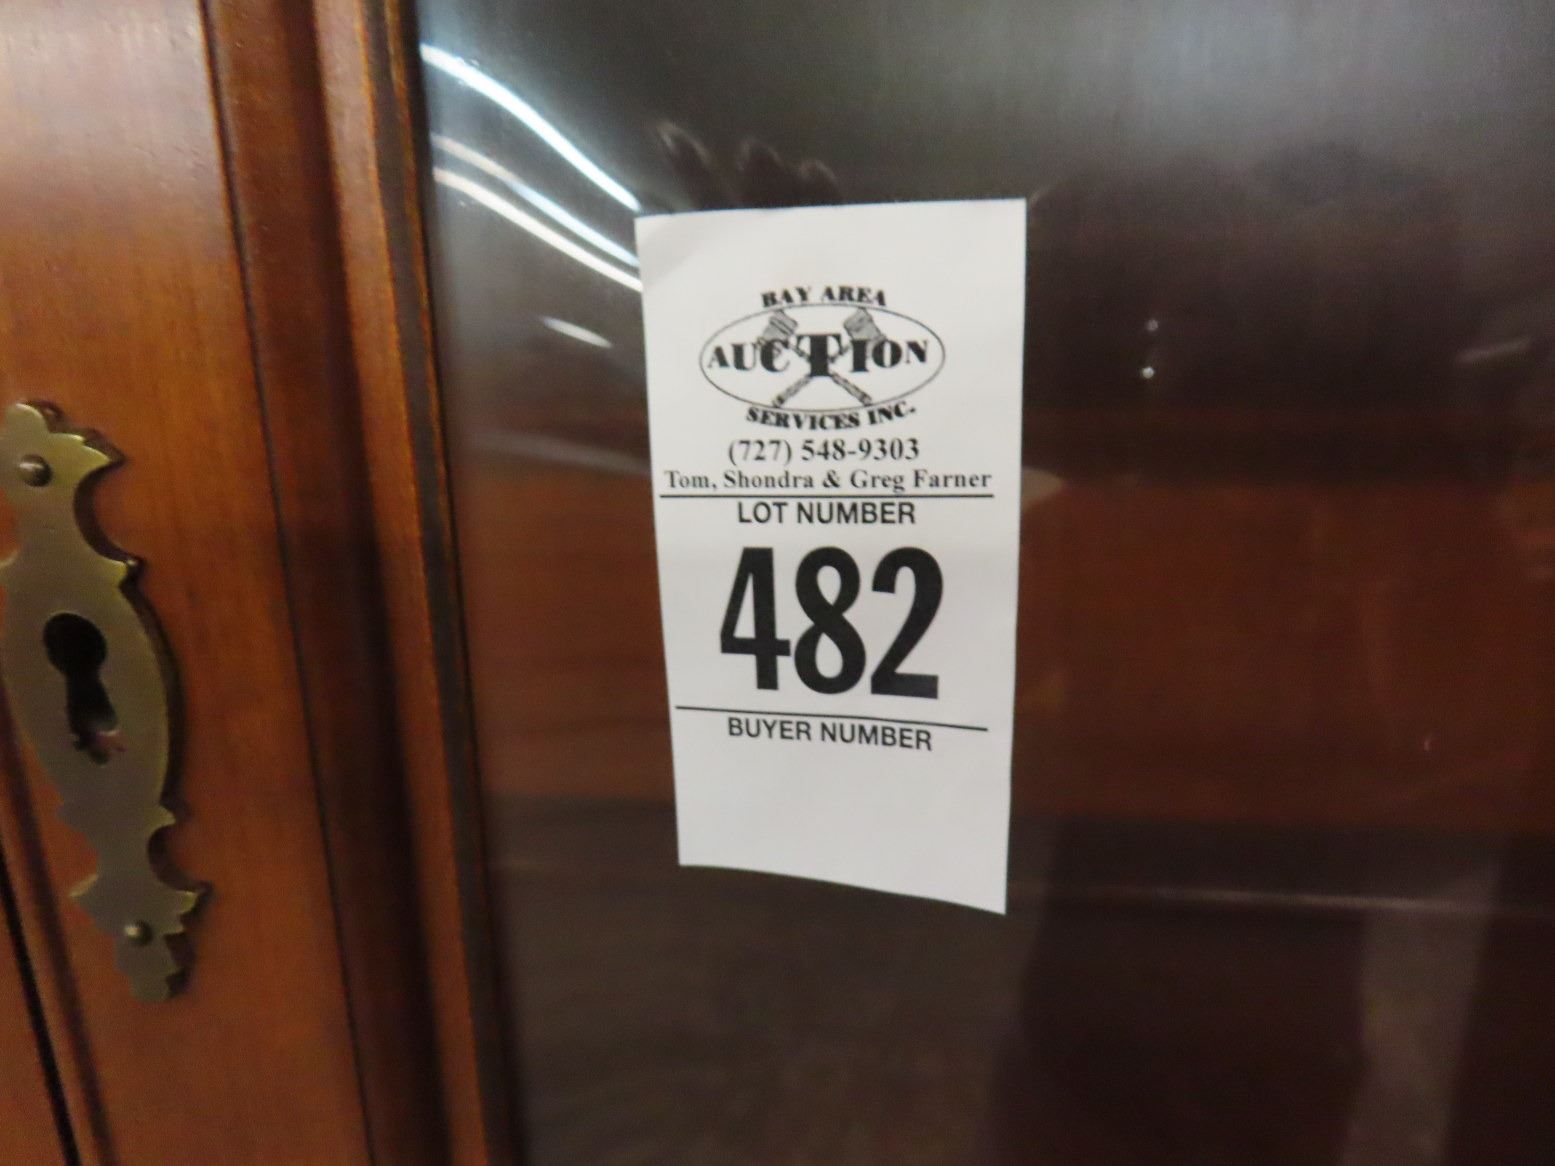 BAY AREA
AUCTION
SERVICES INC.
(727) 548-9303
Tom, Shondra & Greg Farner
LOT NUMBER
482
BUYER NUMBER